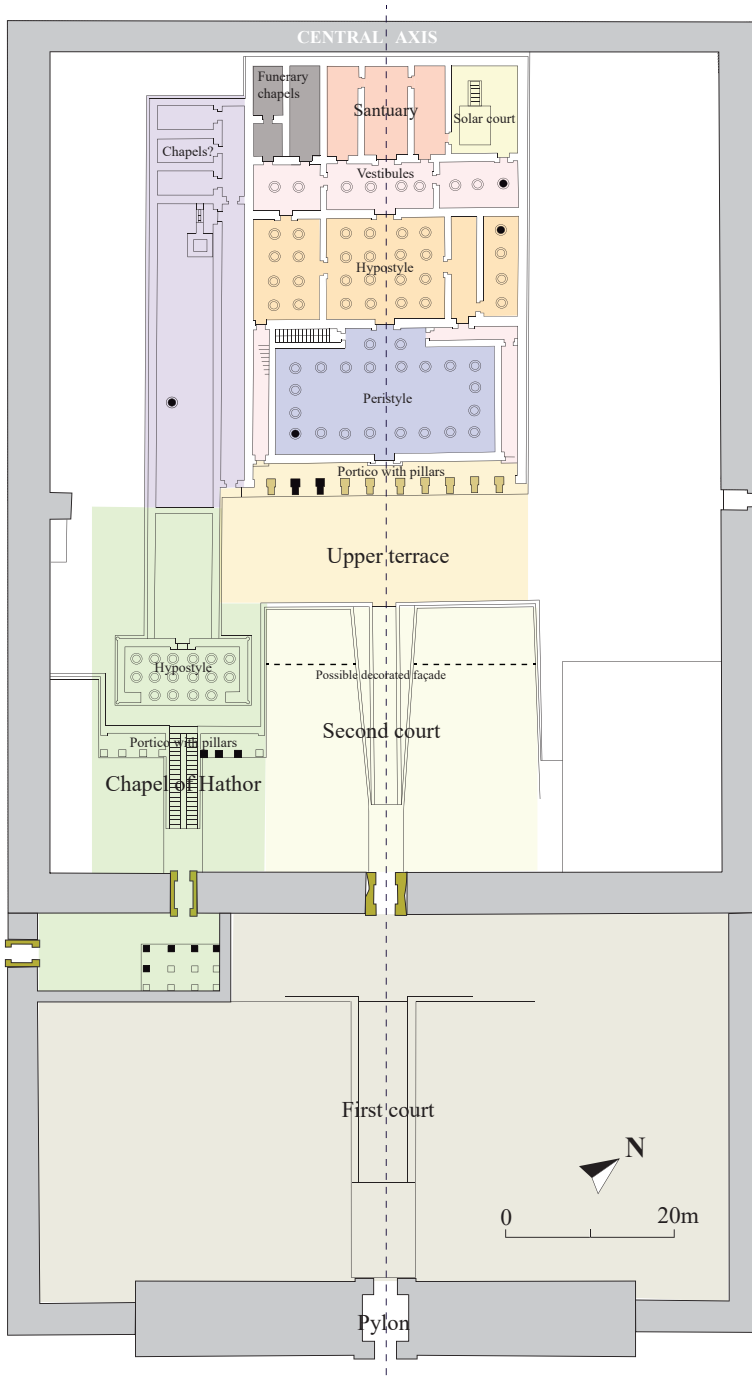 CENTRAL AXIS
Funerary
chapels
Santuary
Solar court
Chapels?
Vestibules
Hypostyle
Peristyle
Portico with pillars
Upper terrace
Hypostyle
Possible decorated façade
Second court
Portico with pillars
Chapel of Hathor
First court
N
0 20m
Pylon